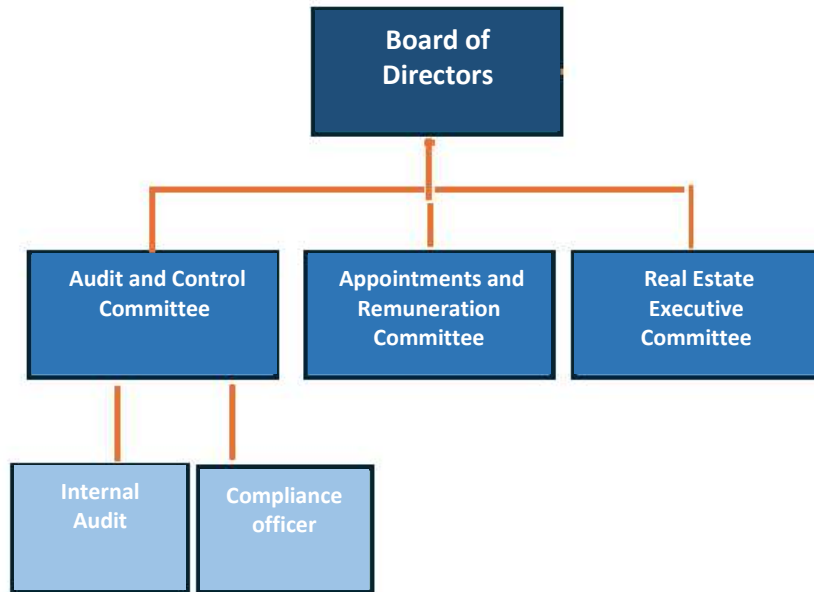 Board of
Directors
Audit and Control
Committee
Appointments and
Remuneration
Committee
Real Estate
Executive
Committee
Internal
Audit
Compliance
officer